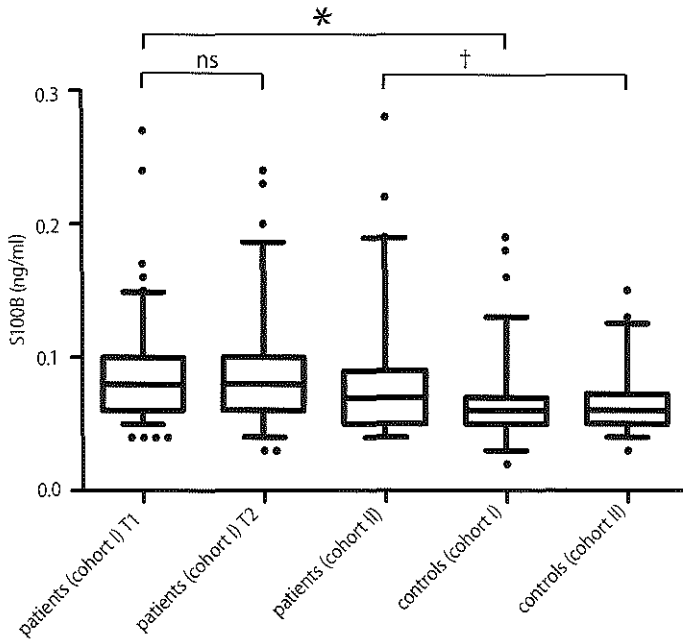 *
ns
†
0.3
0.2
0.1
0.0
S100B (ng/ml)
patients (cohort I) T1
patients (cohort I) T2
patients (cohort II)
controls (cohort I)
controls (cohort II)